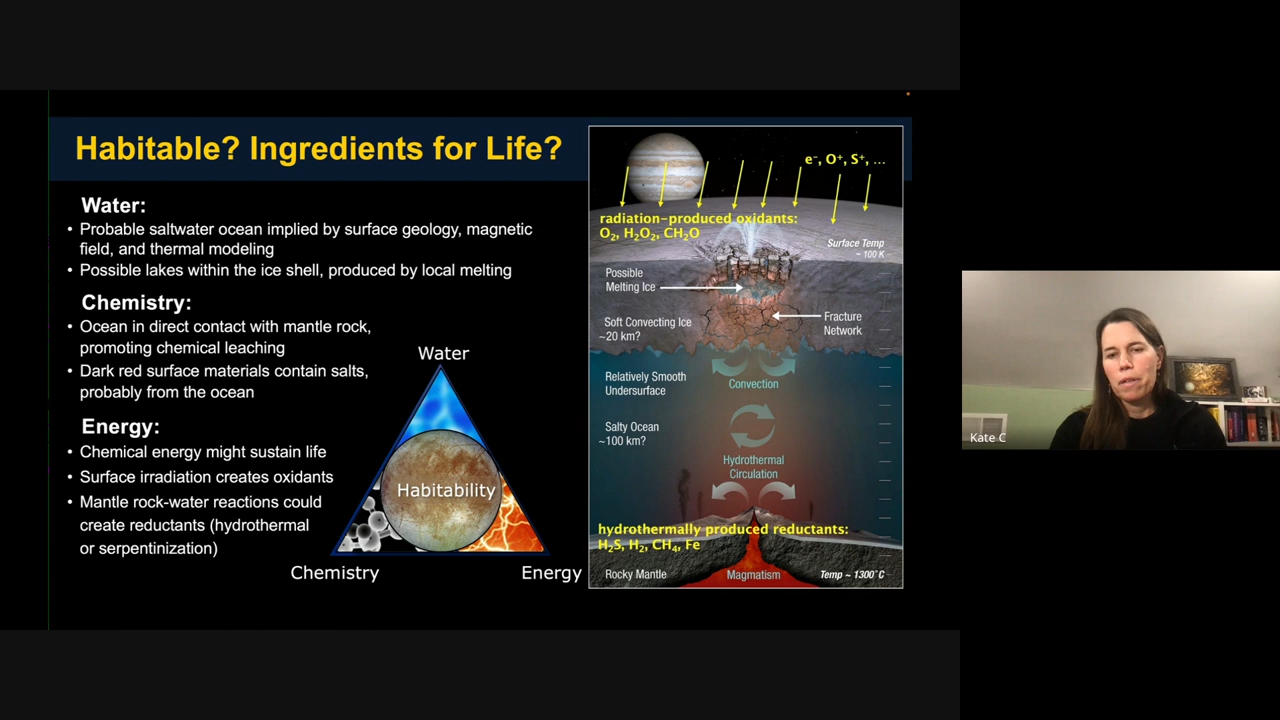 Habitable? Ingredients for Life?
Water:
• Probable saltwater ocean implied by surface geology, magnetic
field, and thermal modeling
• Possible lakes within the ice shell, produced by local melting
Chemistry:
• Ocean in direct contact with mantle rock,
promoting chemical leaching
• Dark red surface materials contain salts,
probably from the ocean
Energy:
• Chemical energy might sustain life
• Surface irradiation creates oxidants
• Mantle rock-water reactions could
create reductants (hydrothermal
or serpentinization)
Water
Habitability
Chemistry
Energy
e⁻, O⁺, S⁺, ...
radiation-produced oxidants:
O₂, H₂O₂, CH₂O
Surface Temp
~ 100 K
Possible
Melting Ice
Soft Convecting Ice
~20 km?
Fracture
Network
Relatively Smooth
Undersurface
Convection
Salty Ocean
~100 km?
Hydrothermal
Circulation
hydrothermally produced reductants:
H₂S, H₂, CH₄, Fe
Rocky Mantle
Magmatism
Temp ~ 1300°C
Kate C